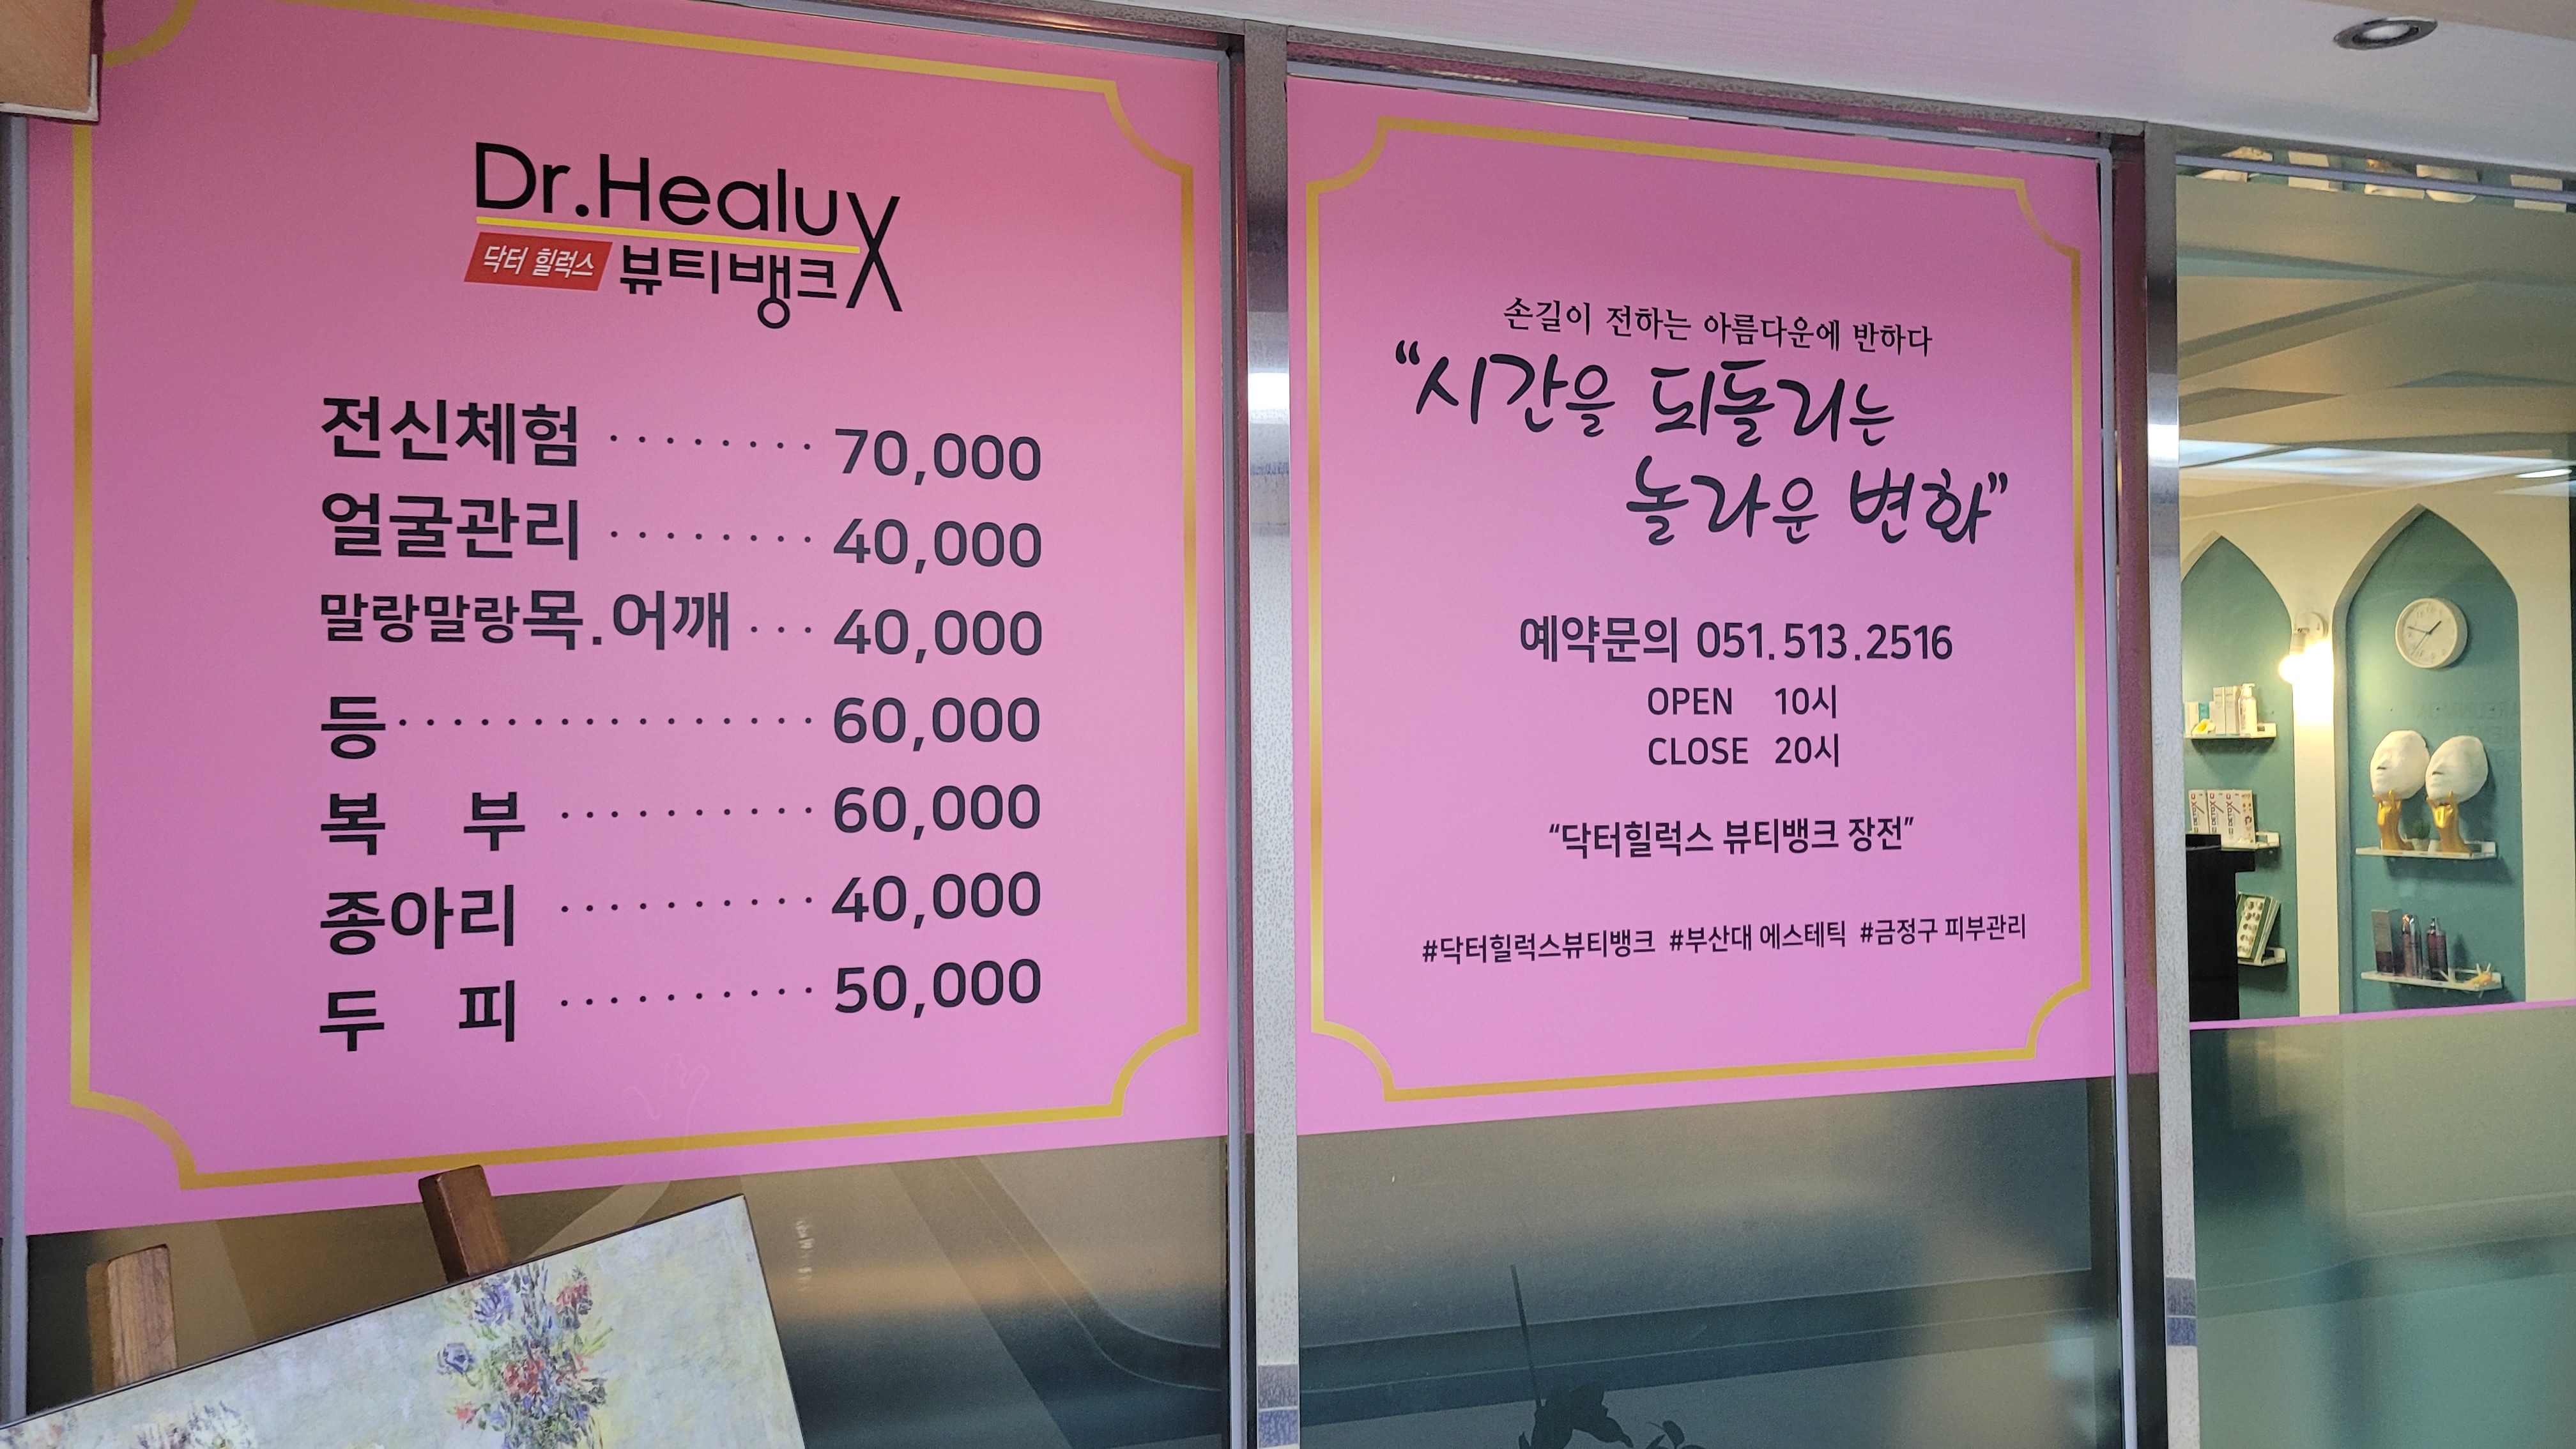 Dr.Healux
닥터 힐럭스 뷰티뱅크
전신체험 ········ 70,000
얼굴관리 ········ 40,000
말랑말랑목.어깨 ··· 40,000
등 ················ 60,000
복 부 ·········· 60,000
종아리 ·········· 40,000
두 피 ·········· 50,000
손길이 전하는 아름다운에 반하다
“시간을 되돌리는
놀라운 변화”
예약문의 051.513.2516
OPEN 10시
CLOSE 20시
“닥터힐럭스 뷰티뱅크 장전”
#닥터힐럭스뷰티뱅크 #부산대 에스테틱 #금정구 피부관리